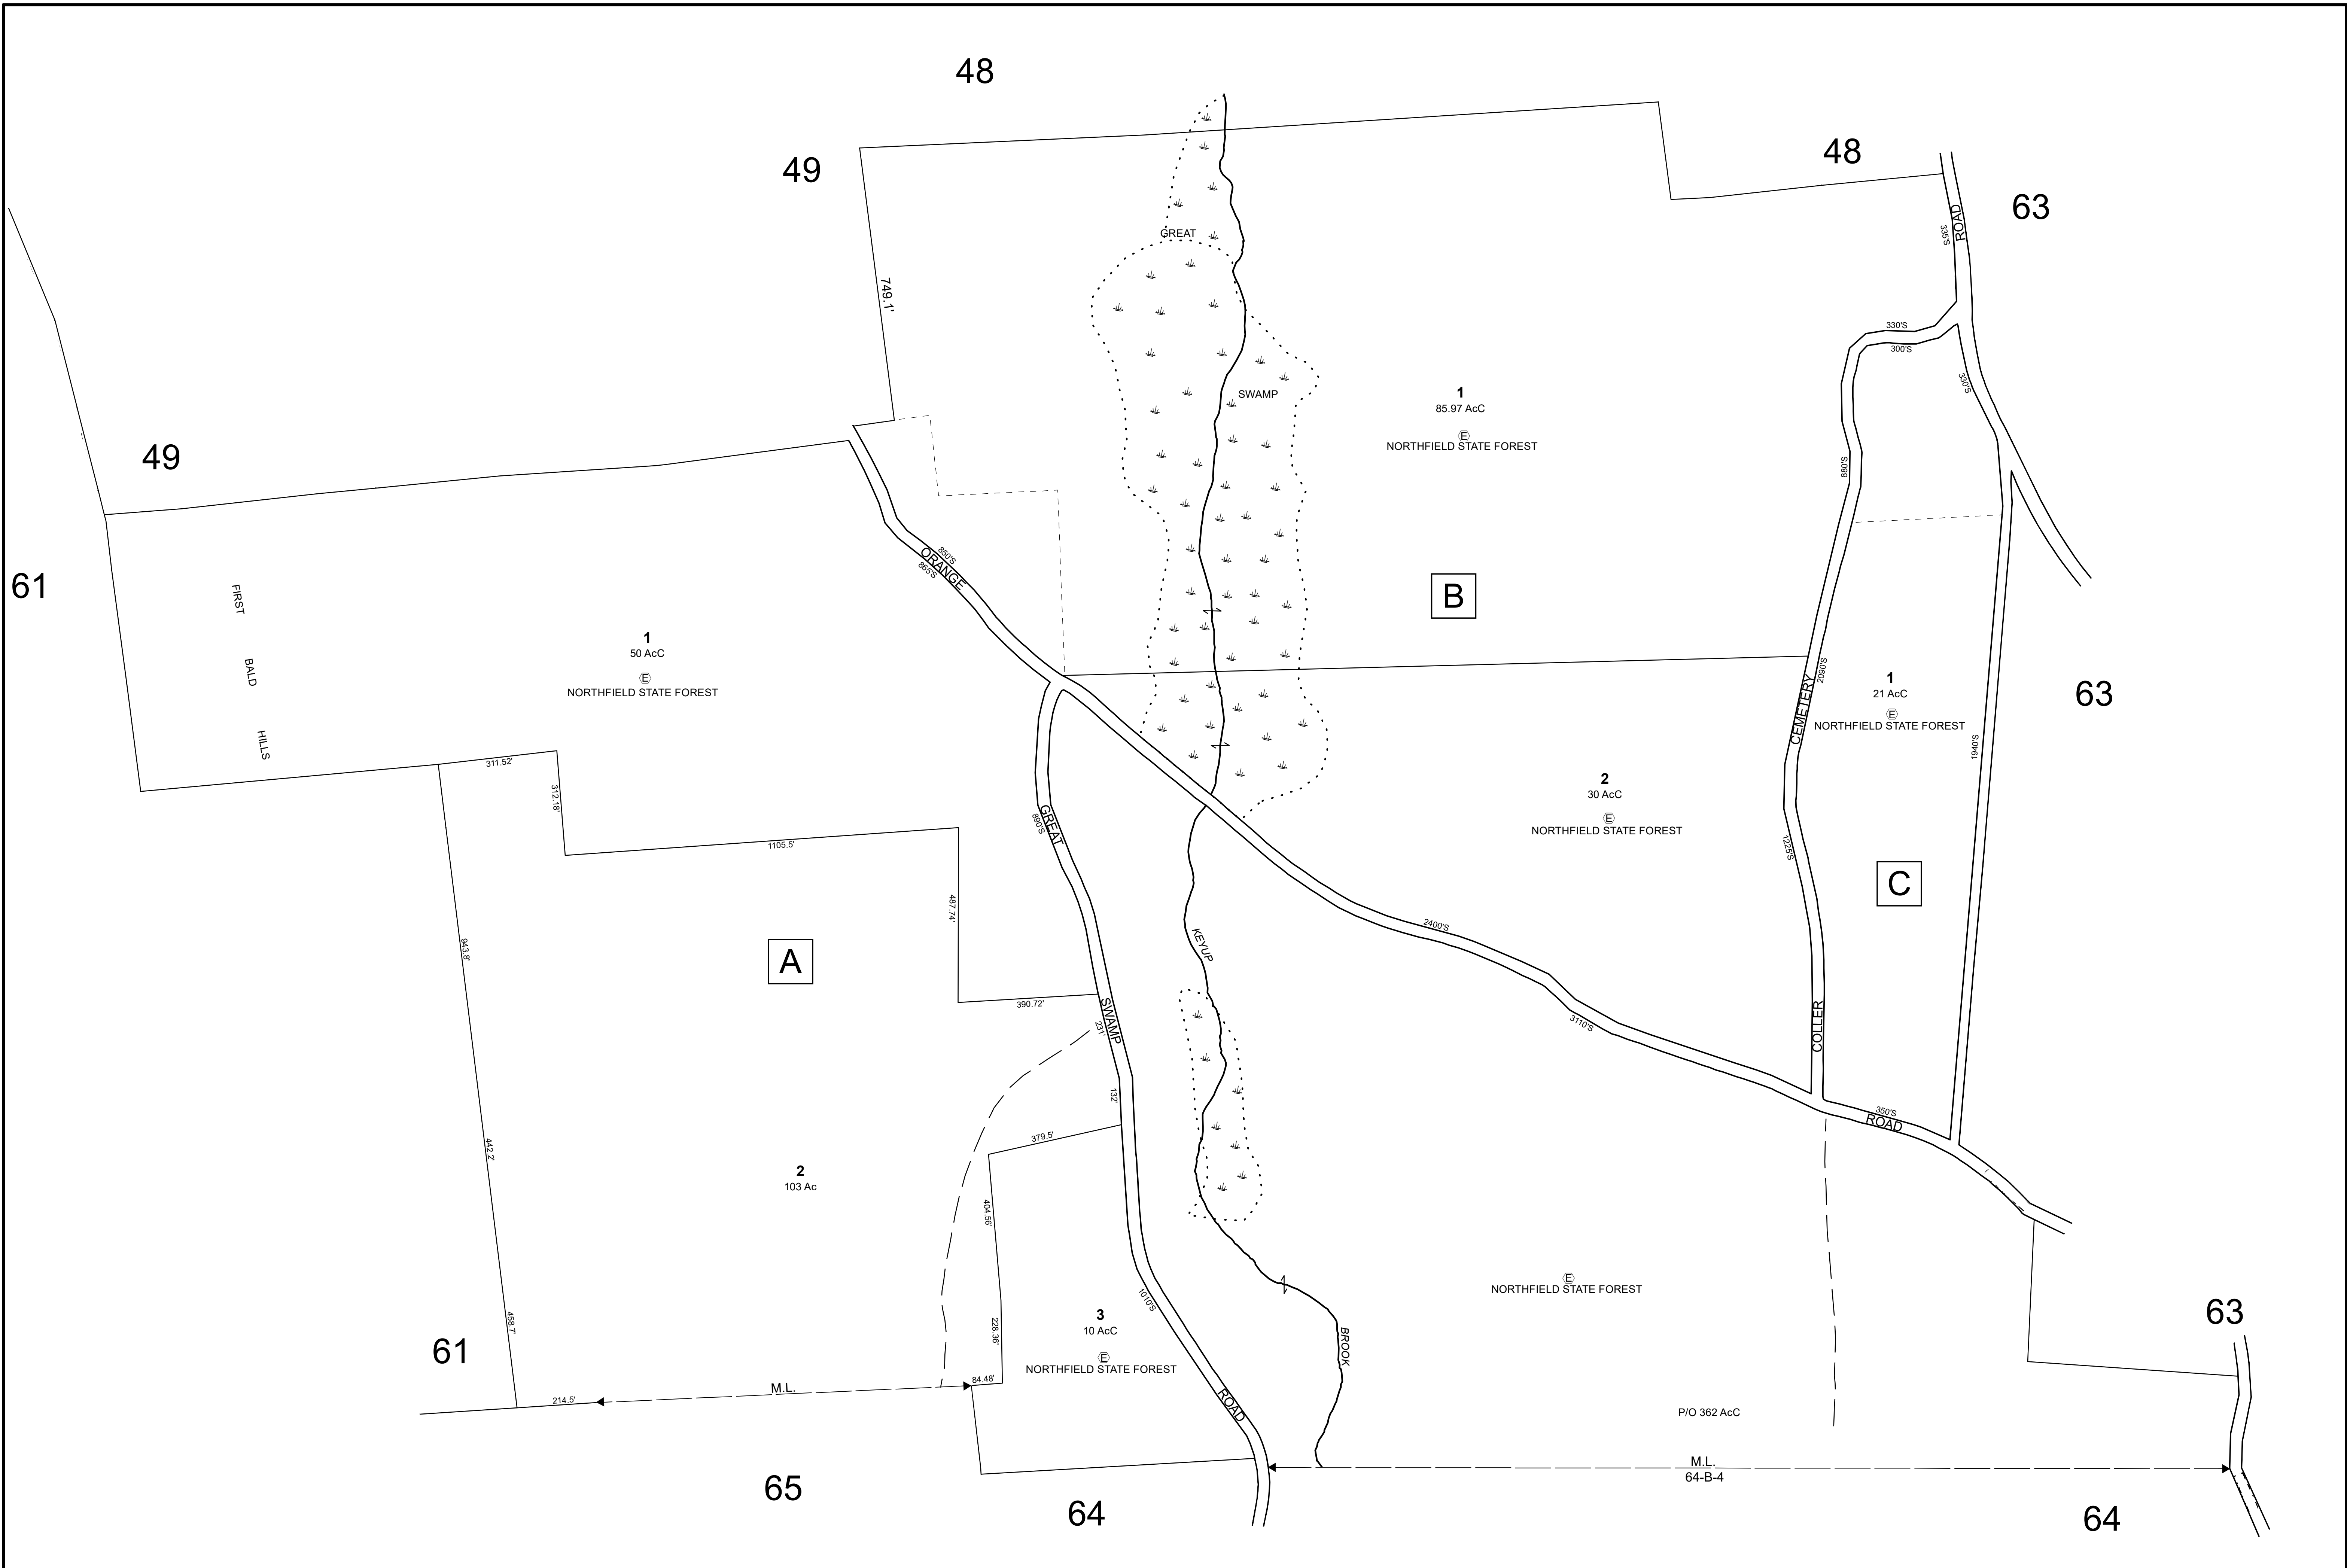 48
49
48
63
ROAD
335'S
GREAT
749.1'
330'S
300'S
330'S
SWAMP
1
85.97 AcC
E
NORTHFIELD STATE FOREST
49
880'S
61
FIRST
BALD
HILLS
850'S
ORANGE
865'S
B
1
50 AcC
E
NORTHFIELD STATE FOREST
2090'S
CEMETERY
1
21 AcC
E
NORTHFIELD STATE FOREST
63
1940'S
311.52'
312.18'
2
30 AcC
E
NORTHFIELD STATE FOREST
GREAT
890'S
1105.5'
1225'S
C
487.74'
943.8'
A
KEYUP
2400'S
390.72'
SWAMP
231'
3110'S
COLLER
132'
350'S
ROAD
379.5'
442.2'
2
103 Ac
404.56'
E
NORTHFIELD STATE FOREST
1010'S
458.7'
228.36'
3
10 AcC
E
NORTHFIELD STATE FOREST
BROOK
63
61
84.48'
M.L.
214.5'
ROAD
P/O 362 AcC
M.L.
64-B-4
65
64
64